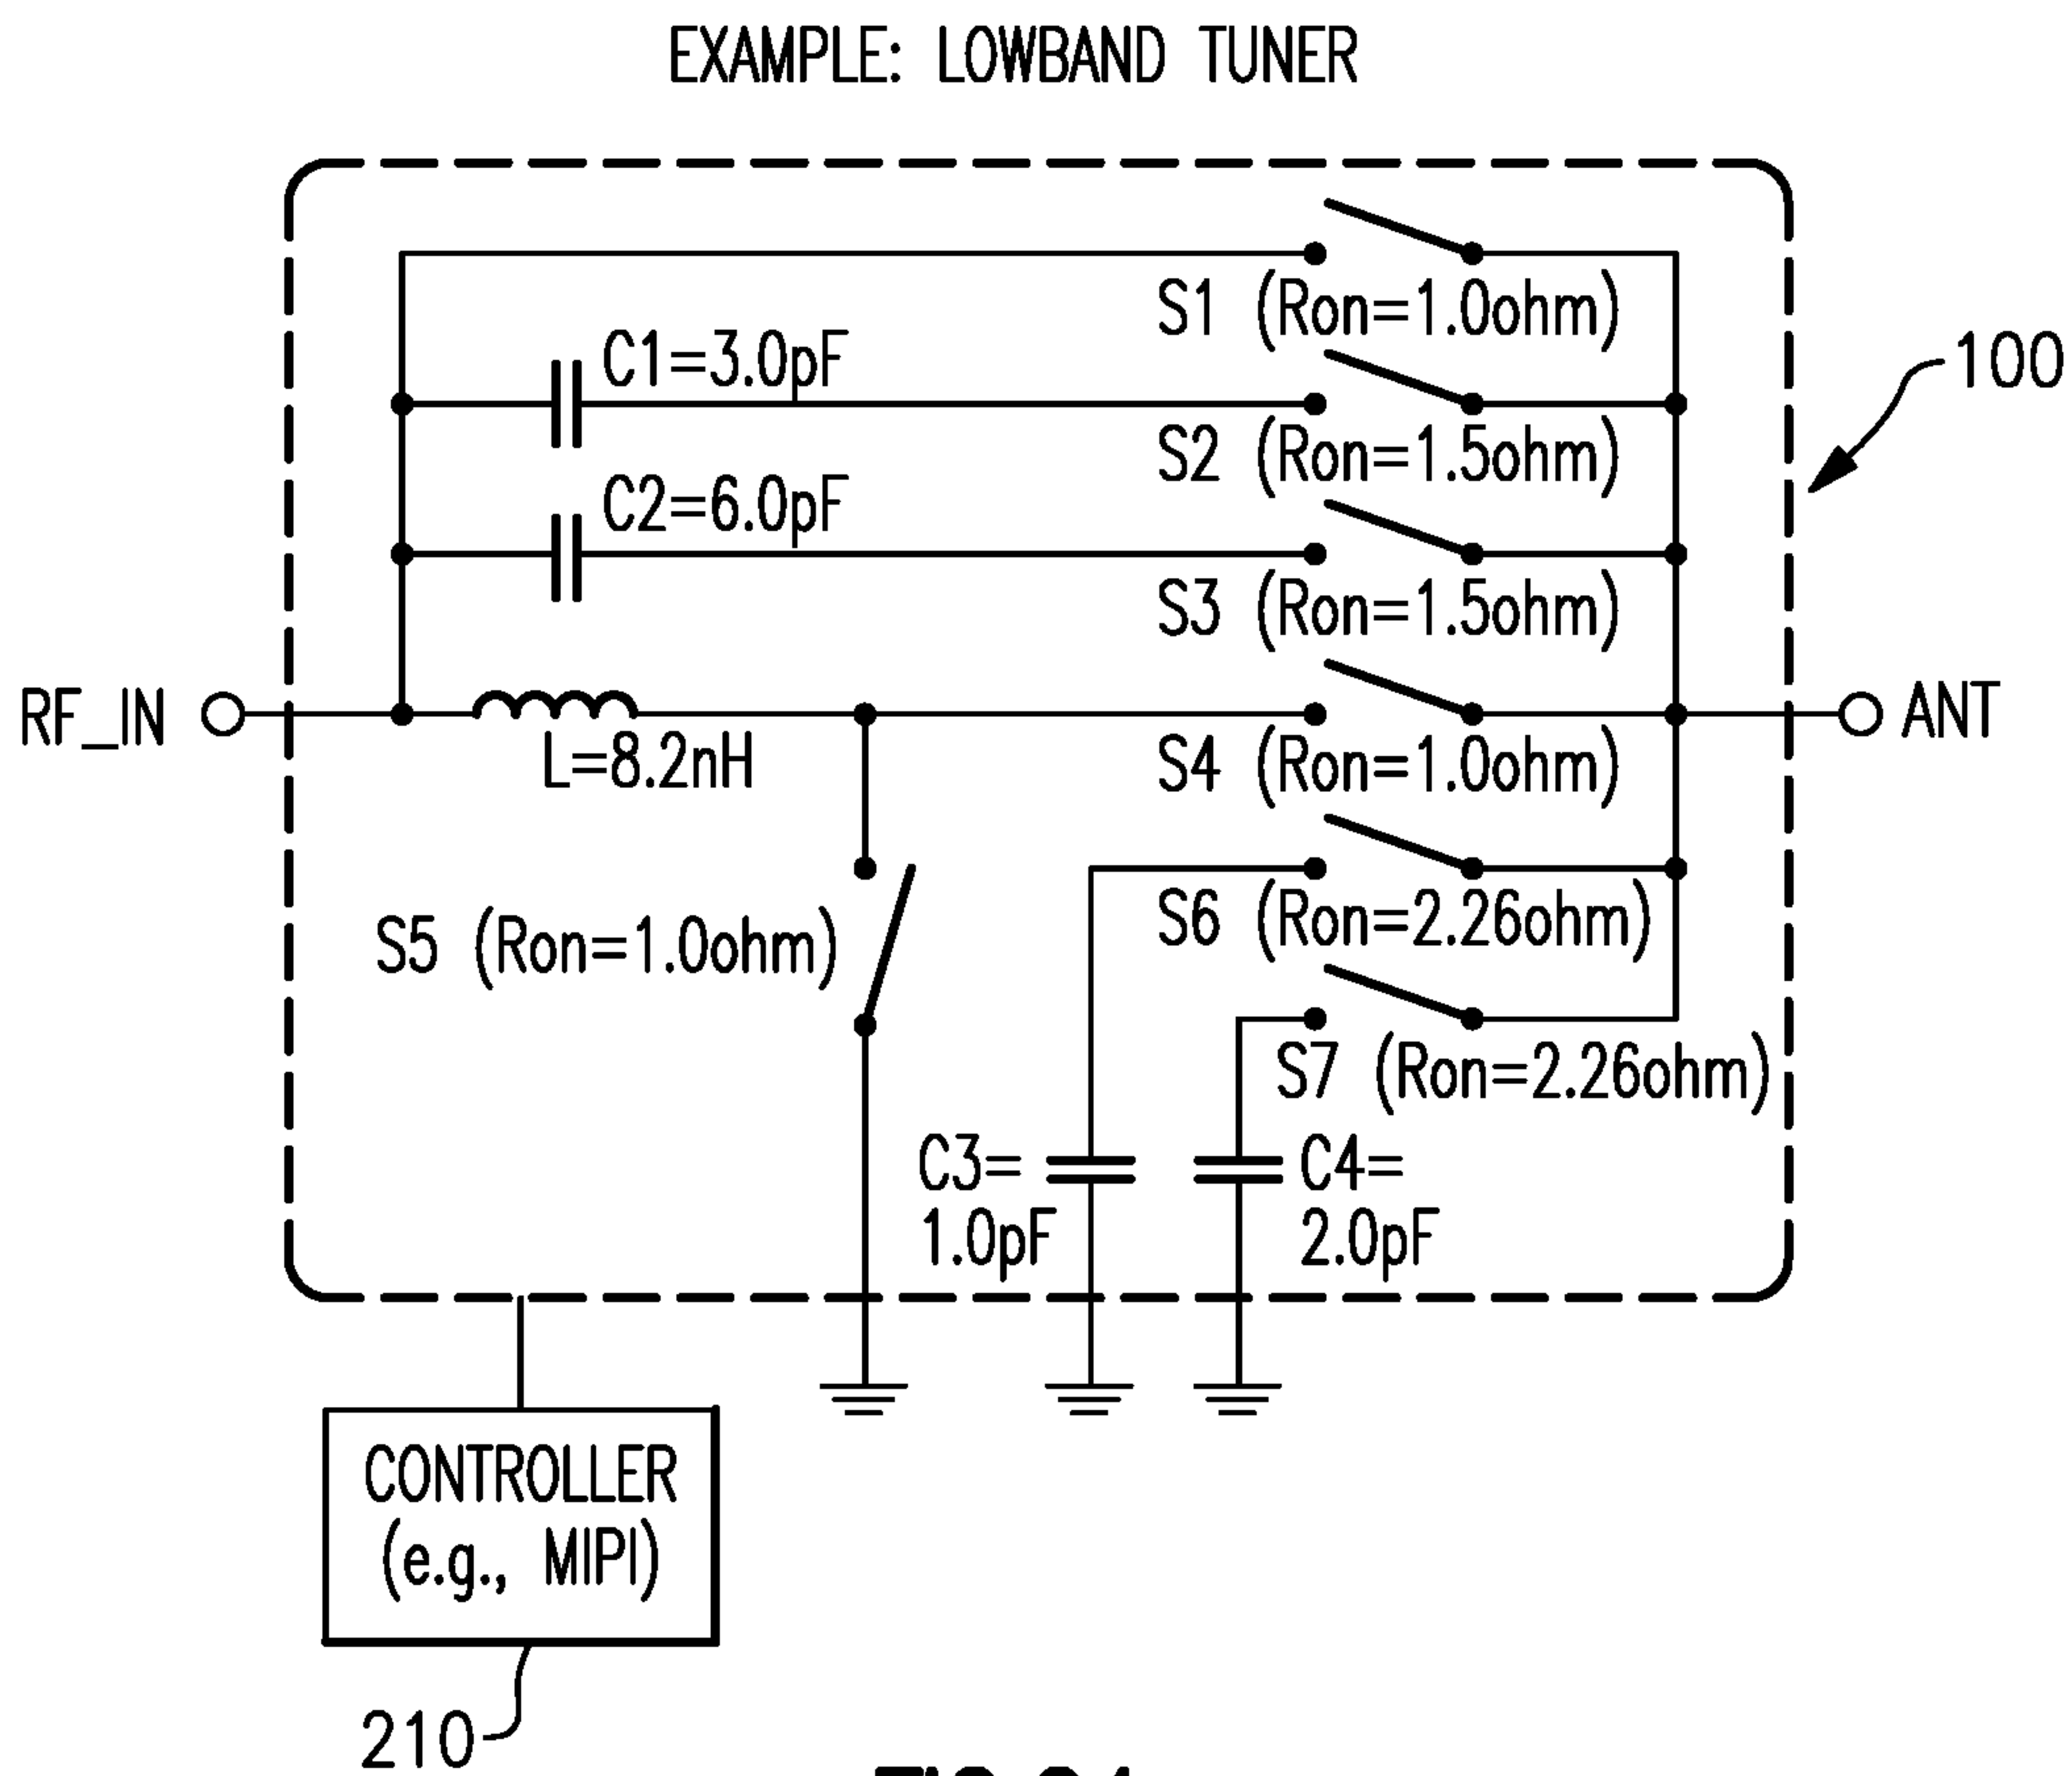 EXAMPLE: LOWBAND TUNER
S1 (Ron=1.0ohm)
C1=3.0pF
100
S2 (Ron=1.5ohm)
C2=6.0pF
S3 (Ron=1.5ohm)
RF_IN
ANT
L=8.2nH
S4 (Ron=1.0ohm)
S5 (Ron=1.0ohm)
S6 (Ron=2.26ohm)
S7 (Ron=2.26ohm)
C3=
1.0pF
C4=
2.0pF
CONTROLLER
(e.g., MIPI)
210